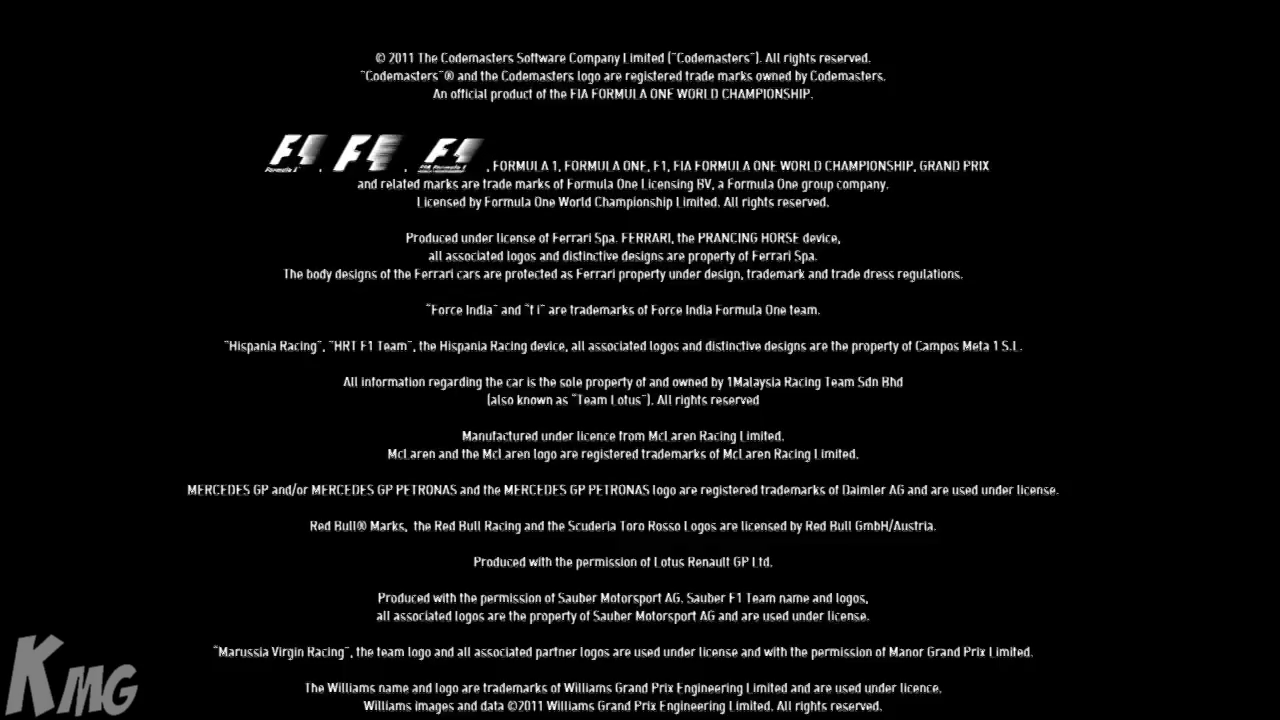 © 2011 The Codemasters Software Company Limited ("Codemasters"). All rights reserved.
"Codemasters"® and the Codemasters logo are registered trade marks owned by Codemasters.
An official product of the FIA FORMULA ONE WORLD CHAMPIONSHIP.
F1 Formula 1, F1, F1 FIA Formula 1, FORMULA 1, FORMULA ONE, F1, FIA FORMULA ONE WORLD CHAMPIONSHIP, GRAND PRIX
and related marks are trade marks of Formula One Licensing BV, a Formula One group company.
Licensed by Formula One World Championship Limited. All rights reserved.
Produced under license of Ferrari Spa. FERRARI, the PRANCING HORSE device,
all associated logos and distinctive designs are property of Ferrari Spa.
The body designs of the Ferrari cars are protected as Ferrari property under design, trademark and trade dress regulations.
"Force India" and "f i" are trademarks of Force India Formula One team.
"Hispania Racing", "HRT F1 Team", the Hispania Racing device, all associated logos and distinctive designs are the property of Campos Meta 1 S.L.
All information regarding the car is the sole property of and owned by 1Malaysia Racing Team Sdn Bhd
(also known as "Team Lotus"). All rights reserved
Manufactured under licence from McLaren Racing Limited.
McLaren and the McLaren logo are registered trademarks of McLaren Racing Limited.
MERCEDES GP and/or MERCEDES GP PETRONAS and the MERCEDES GP PETRONAS logo are registered trademarks of Daimler AG and are used under license.
Red Bull® Marks, the Red Bull Racing and the Scuderia Toro Rosso Logos are licensed by Red Bull GmbH/Austria.
Produced with the permission of Lotus Renault GP Ltd.
Produced with the permission of Sauber Motorsport AG. Sauber F1 Team name and logos,
all associated logos are the property of Sauber Motorsport AG and are used under license.
"Marussia Virgin Racing", the team logo and all associated partner logos are used under license and with the permission of Manor Grand Prix Limited.
The Williams name and logo are trademarks of Williams Grand Prix Engineering Limited and are used under licence.
Williams images and data ©2011 Williams Grand Prix Engineering Limited. All rights reserved.
KMG